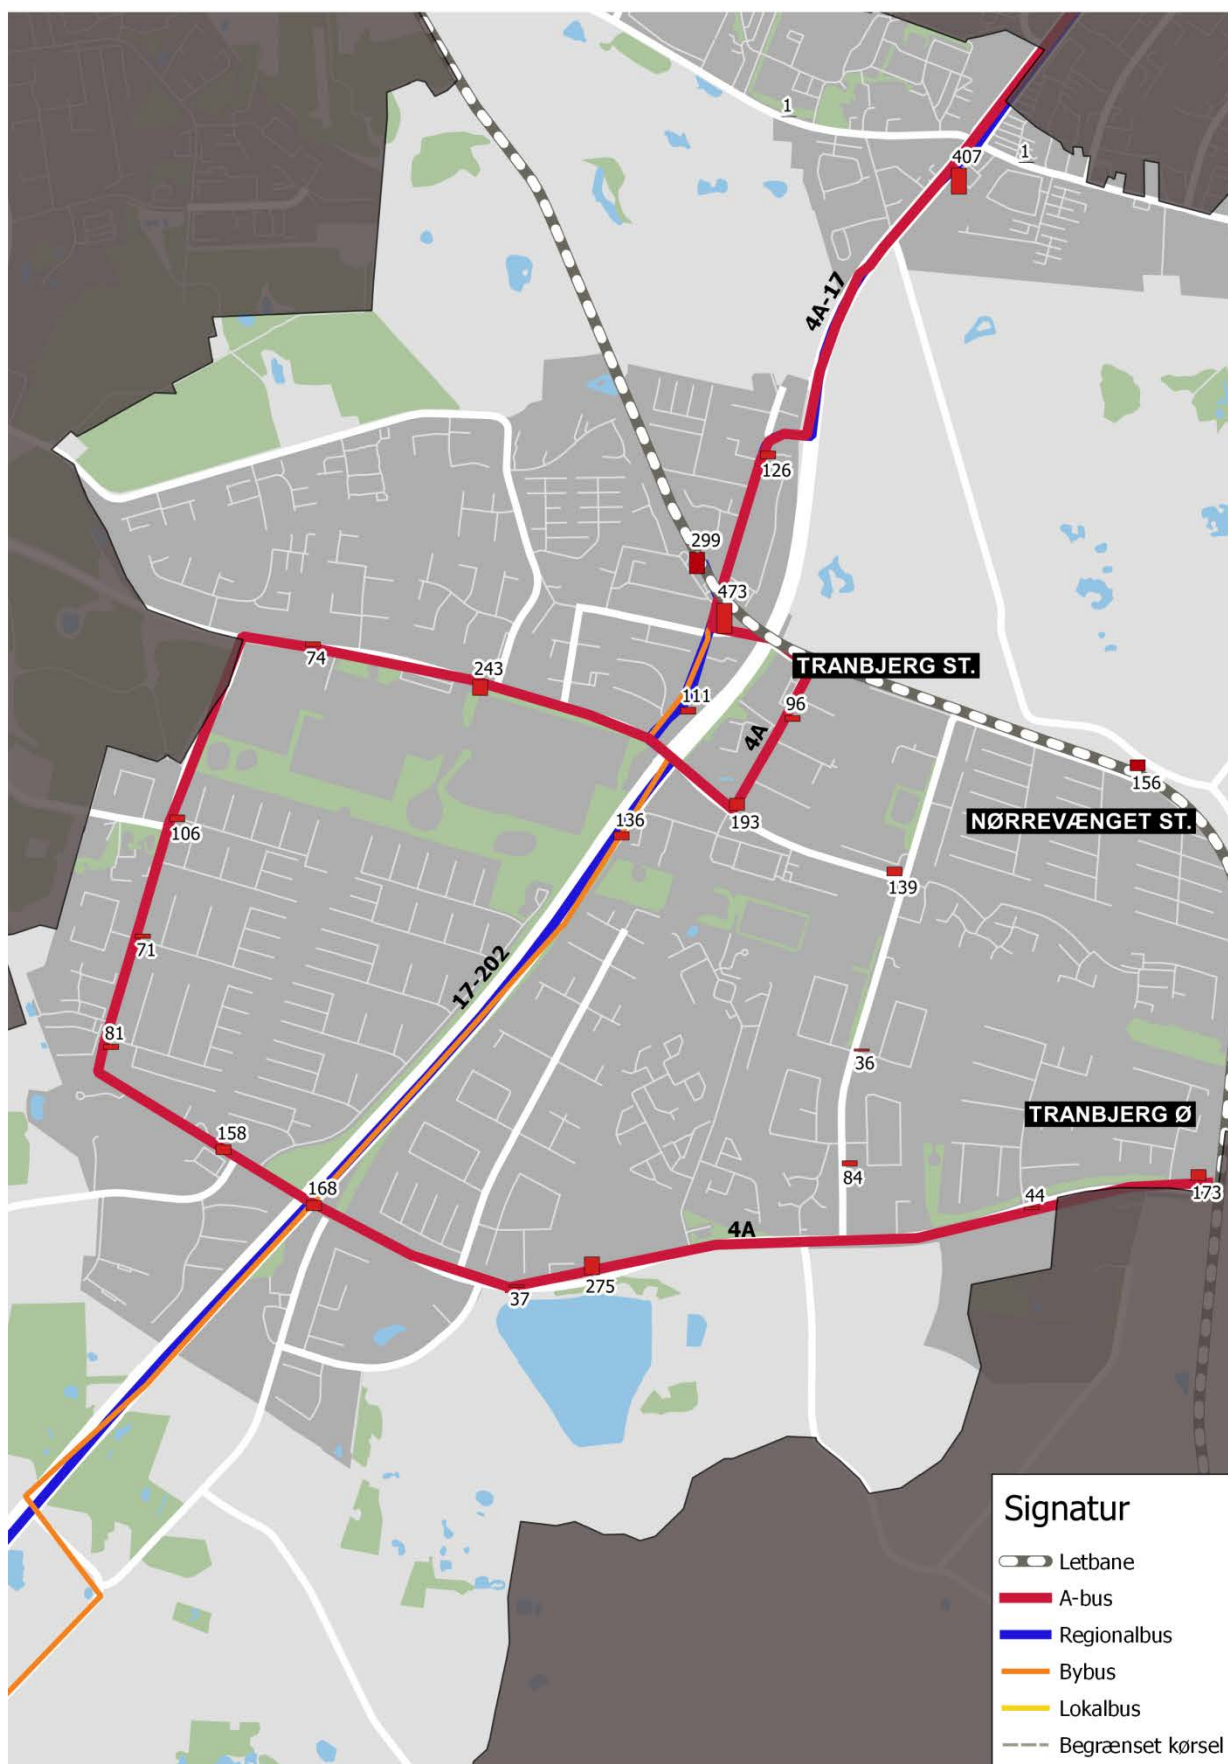 1
1
407
4A-17
126
299
473
TRANBJERG ST.
74
243
111
96
4A
156
NØRREVÆNGET ST.
106
136
193
139
71
17-202
81
36
TRANBJERG Ø
158
84
168
44
173
4A
275
37
Signatur
Letbane
A-bus
Regionalbus
Bybus
Lokalbus
Begrænset kørsel